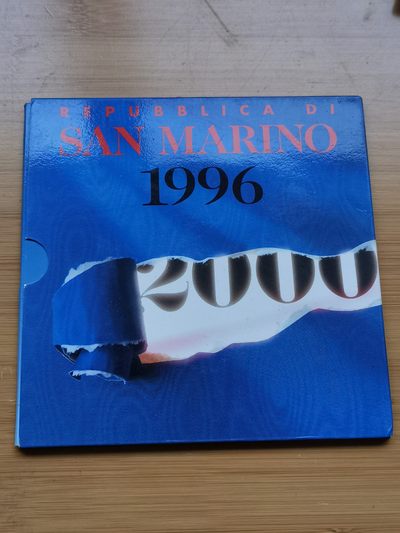 REPUBBLICA DI
SAN MARINO
1996
2000